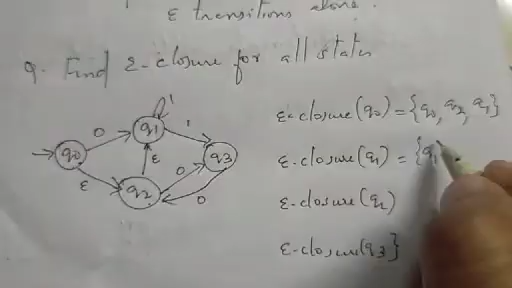 ε transitions alone.
Q. Find ε-closure for all states
ε-closure(q0) = {q0, q2, q1}
ε-closure(q1) = {q1
ε-closure(q2)
ε-closure(q3}
1
q1
0
1
q0
ε
q3
ε
0
q2
0